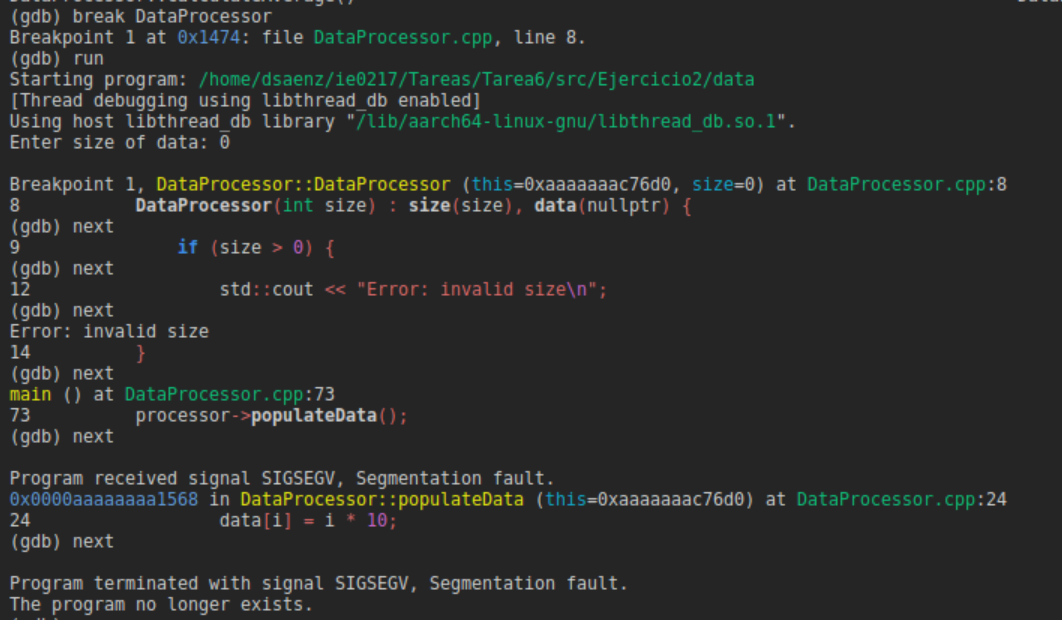 (gdb) break DataProcessor
Breakpoint 1 at 0x1474: file DataProcessor.cpp, line 8.
(gdb) run
Starting program: /home/dsaenz/ie0217/Tareas/Tarea6/src/Ejercicio2/data
[Thread debugging using libthread_db enabled]
Using host libthread_db library "/lib/aarch64-linux-gnu/libthread_db.so.1".
Enter size of data: 0

Breakpoint 1, DataProcessor::DataProcessor (this=0xaaaaaaac76d0, size=0) at DataProcessor.cpp:8
8           DataProcessor(int size) : size(size), data(nullptr) {
(gdb) next
9               if (size > 0) {
(gdb) next
12                  std::cout << "Error: invalid size\n";
(gdb) next
Error: invalid size
14          }
(gdb) next
main () at DataProcessor.cpp:73
73          processor->populateData();
(gdb) next

Program received signal SIGSEGV, Segmentation fault.
0x0000aaaaaaaa1568 in DataProcessor::populateData (this=0xaaaaaaac76d0) at DataProcessor.cpp:24
24                  data[i] = i * 10;
(gdb) next

Program terminated with signal SIGSEGV, Segmentation fault.
The program no longer exists.